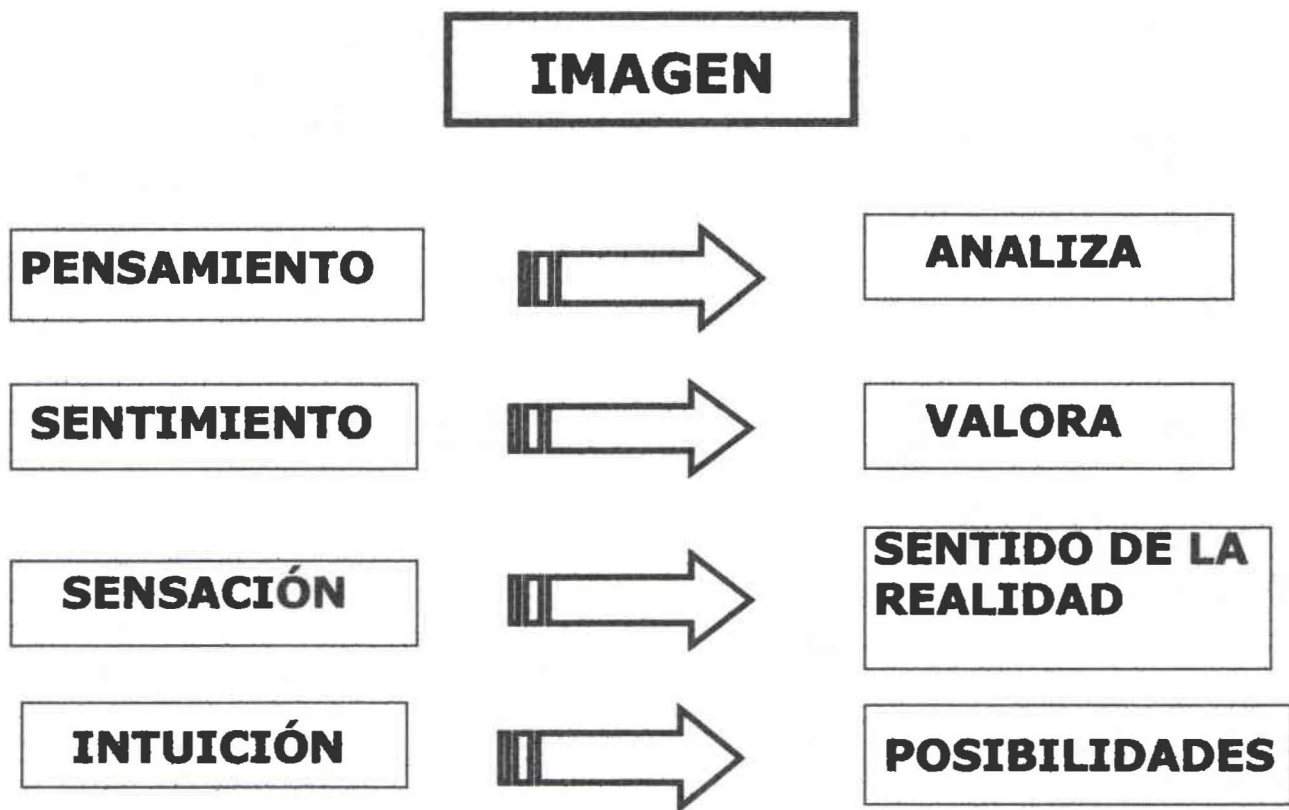 IMAGEN
PENSAMIENTO
ANALIZA
SENTIMIENTO
VALORA
SENSACIÓN
SENTIDO DE LA
REALIDAD
INTUICIÓN
POSIBILIDADES